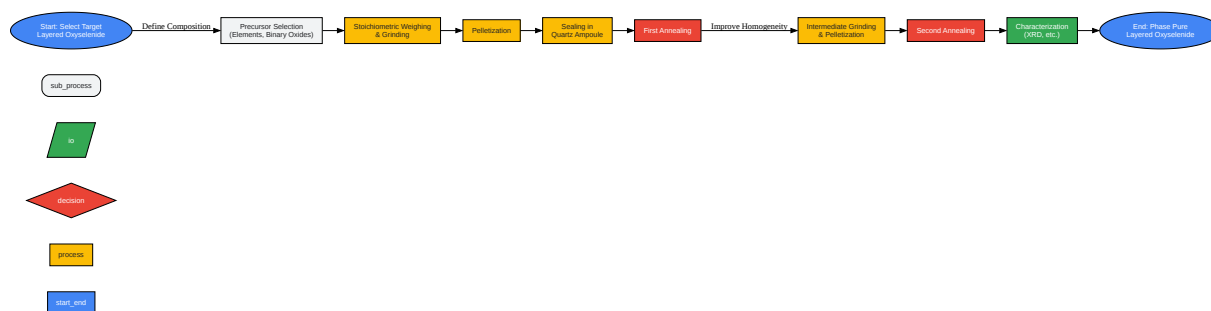 Start: Select Target
Layered Oxyselenide
Define Composition
Precursor Selection
(Elements, Binary Oxides)
Stoichiometric Weighing
& Grinding
Pelletization
Sealing in
Quartz Ampoule
First Annealing
Improve Homogeneity
Intermediate Grinding
& Pelletization
Second Annealing
Characterization
(XRD, etc.)
End: Phase Pure
Layered Oxyselenide
sub_process
io
decision
process
start_end